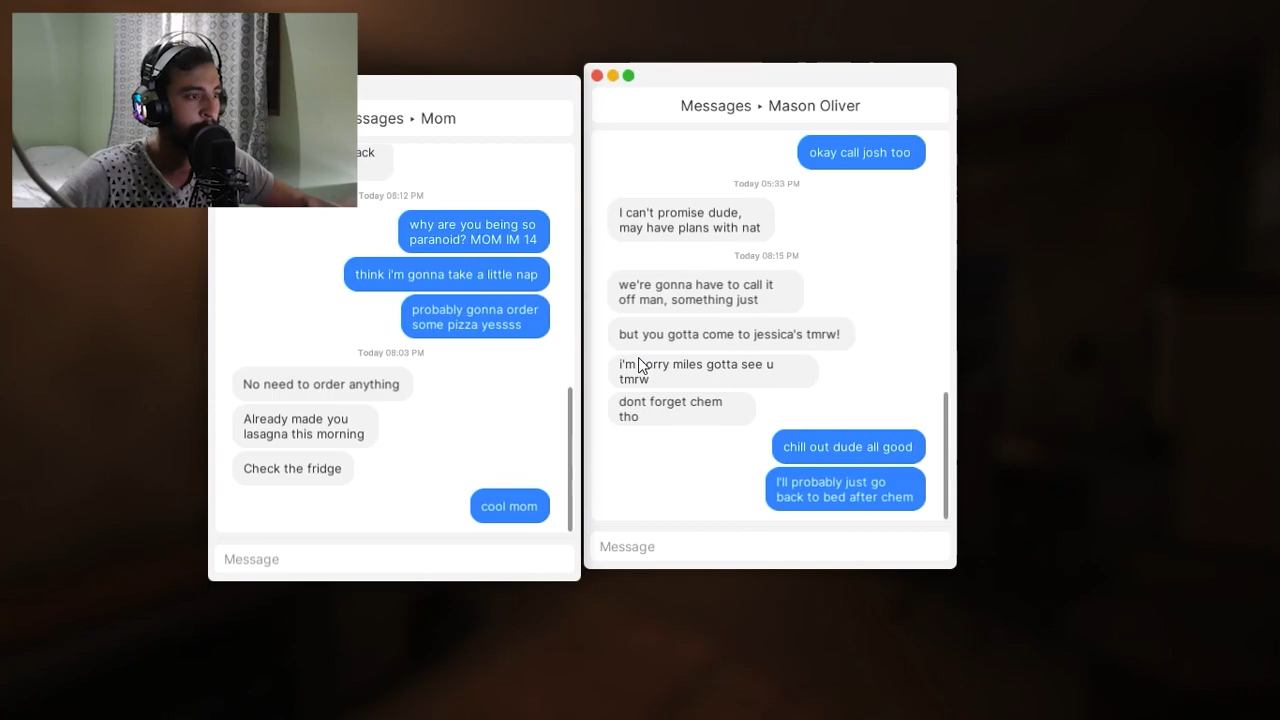 ssages ▸ Mom
ack
Today 08:12 PM
why are you being so
paranoid? MOM IM 14
think i'm gonna take a little nap
probably gonna order
some pizza yessss
Today 08:03 PM
No need to order anything
Already made you
lasagna this morning
Check the fridge
cool mom
Message
Messages ▸ Mason Oliver
okay call josh too
Today 05:33 PM
I can't promise dude,
may have plans with nat
Today 08:15 PM
we're gonna have to call it
off man, something just
but you gotta come to jessica's tmrw!
i'm orry miles gotta see u
tmrw
dont forget chem
tho
chill out dude all good
I'll probably just go
back to bed after chem
Message